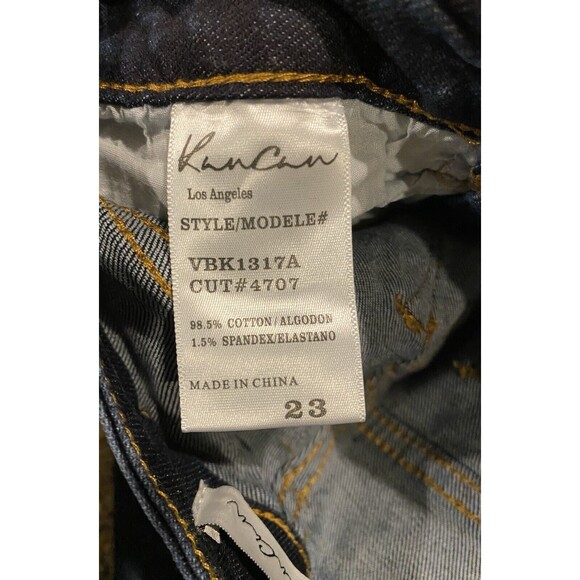 KanCan
Los Angeles
STYLE/MODELE#
VBK1317A
CUT#4707
98.5% COTTON/ALGODON
1.5% SPANDEX/ELASTANO
MADE IN CHINA
23